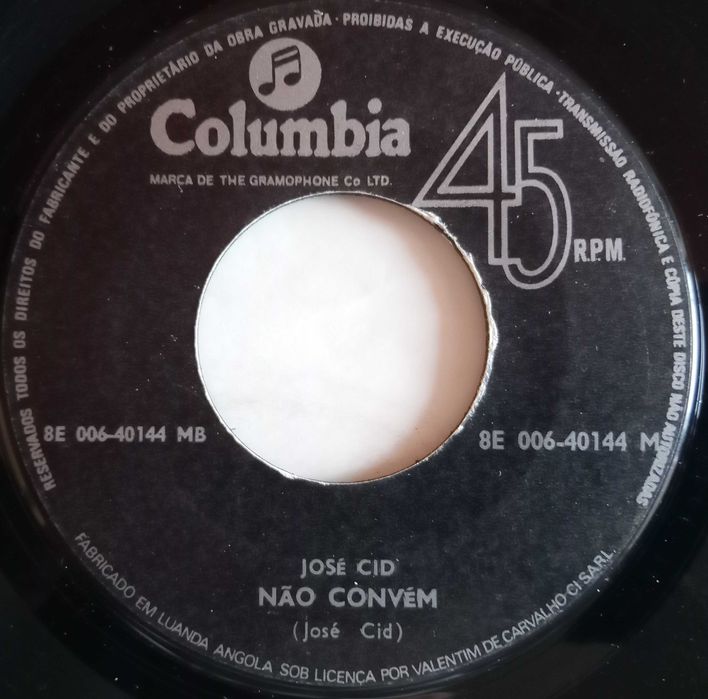 RESERVADOS TODOS OS DIREITOS DO FABRICANTE E DO PROPRIETÁRIO DA OBRA GRAVADA · PROIBIDAS A EXECUÇÃO PÚBLICA · TRANSMISSÃO RADIOFÓNICA E CÓPIA DESTE DISCO NÃO AUTORIZADAS
Columbia
MARCA DE THE GRAMOPHONE Co LTD.
45 R.P.M.
8E 006-40144 MB
8E 006-40144 M
JOSÉ CID
NÃO CONVÉM
(José Cid)
FABRICADO EM LUANDA ANGOLA SOB LICENÇA POR VALENTIM DE CARVALHO-CI SARL